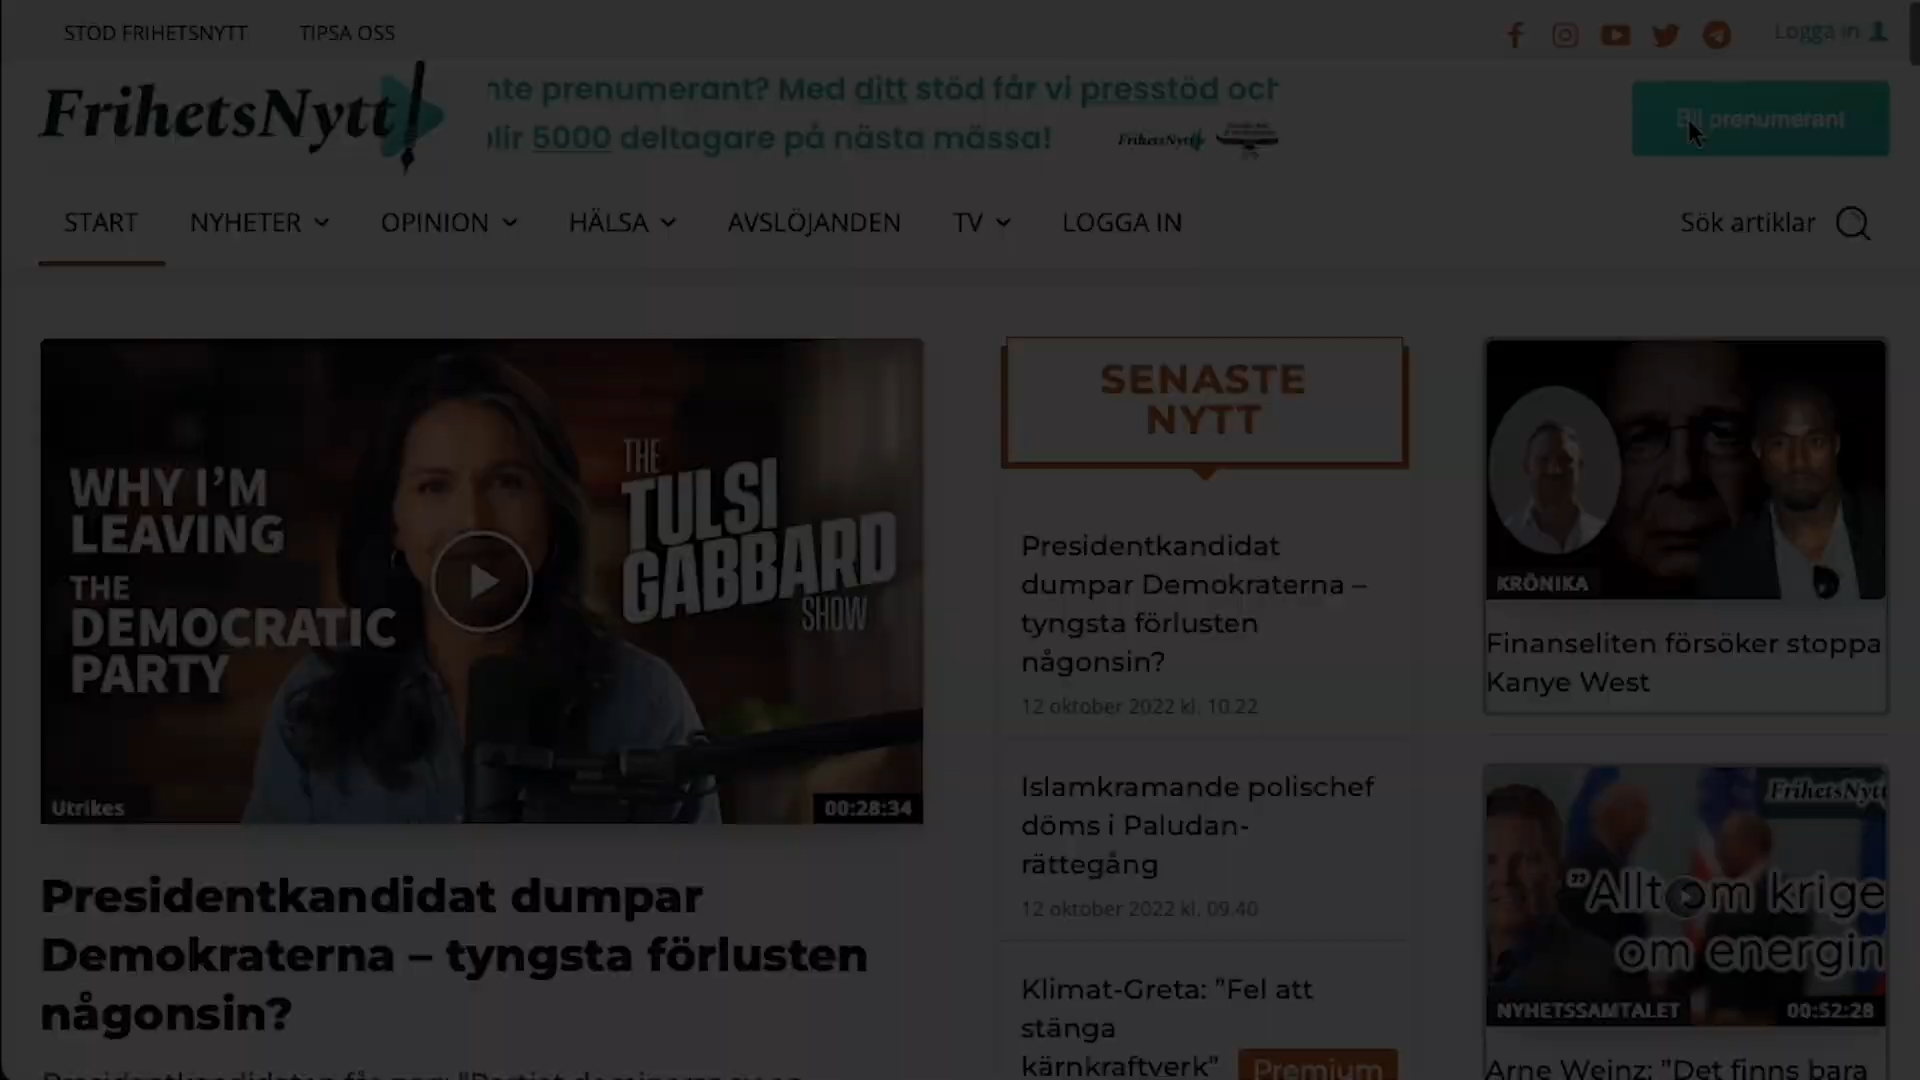 STÖD FRIHETSNYTT
TIPSA OSS
Logga in
FrihetsNytt
nte prenumerant? Med ditt stöd får vi presstöd och
blir 5000 deltagare på nästa mässa!
FrihetsNytt
Bli prenumerant
START
NYHETER
OPINION
HÄLSA
AVSLÖJANDEN
TV
LOGGA IN
Sök artiklar
WHY I'M
LEAVING
THE
DEMOCRATIC
PARTY
THE
TULSI
GABBARD
SHOW
Utrikes
00:28:34
Presidentkandidat dumpar
Demokraterna – tyngsta förlusten
någonsin?
SENASTE
NYTT
Presidentkandidat
dumpar Demokraterna –
tyngsta förlusten
någonsin?
12 oktober 2022 kl. 10.22
Islamkramande polischef
döms i Paludan-
rättegång
12 oktober 2022 kl. 09.40
Klimat-Greta: ”Fel att
stänga
kärnkraftverk”
Premium
KRÖNIKA
Finanseliten försöker stoppa
Kanye West
FrihetsNytt
”Allt om krige
om energin
NYHETSSAMTALET
00:52:28
Arne Weinz: ”Det finns bara